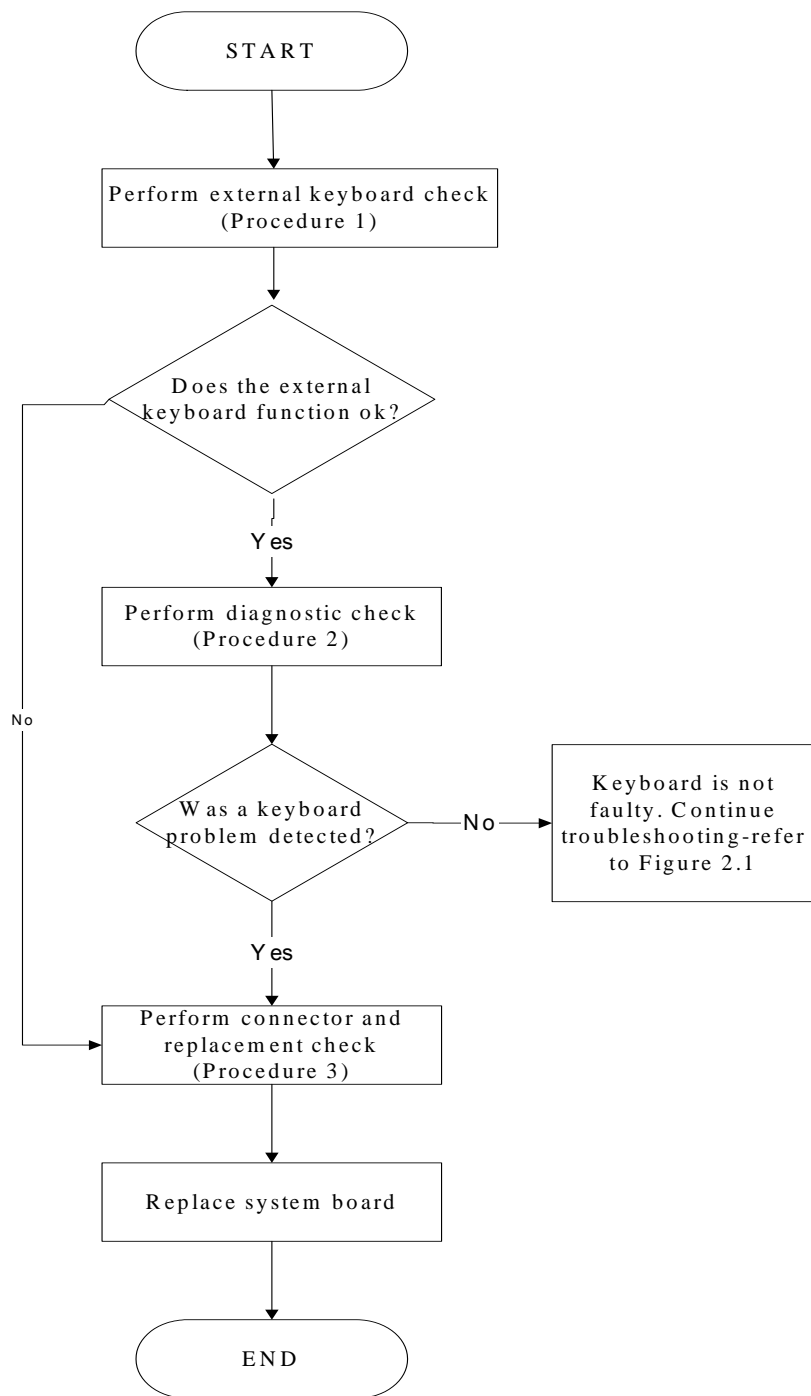 START
Perform external keyboard check
(Procedure 1)
Does the external
keyboard function ok?
Yes
Perform diagnostic check
(Procedure 2)
No
Was a keyboard
problem detected?
No
Keyboard is not
faulty. Continue
troubleshooting-refer
to Figure 2.1
Yes
Perform connector and
replacement check
(Procedure 3)
Replace system board
END